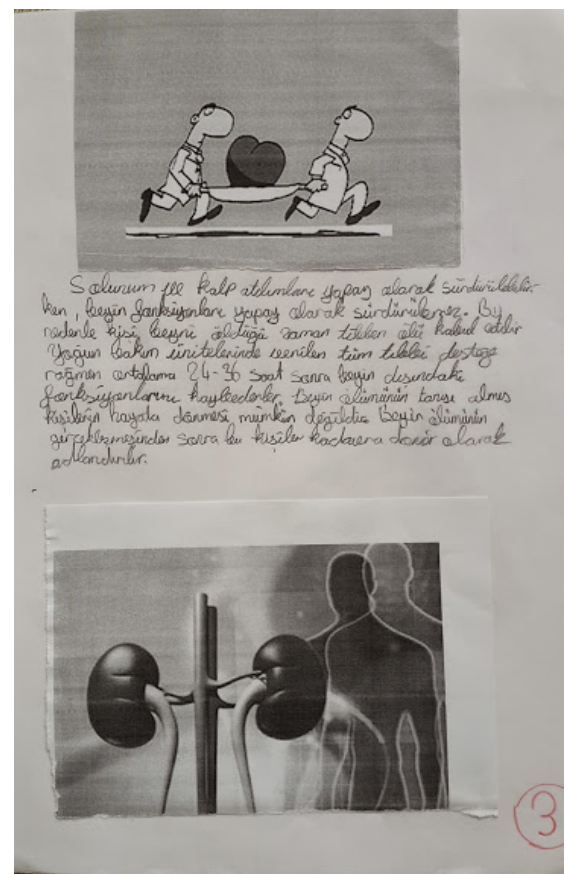 Solunum ile kalp atımları yapay olarak sürdürülebilir-
ken, beyin fonksiyonları yapay olarak sürdürülemez. Bu
nedenle kişi beyni öldüğü zaman tıbben ölü kabul edilir
Yoğun bakım ünitelerinde verilen tüm tıbbi desteğe
rağmen ortalama 24-36 saat sonra beyin dışındaki
fonksiyonlarını kaybederler. Beyin ölümünün tanısı almış
kişilerin hayata dönmesi mümkün değildir. Beyin ölümünün
gerçekleşmesinden sonra bu kişiler kadavra donör olarak
adlandırılır.
3